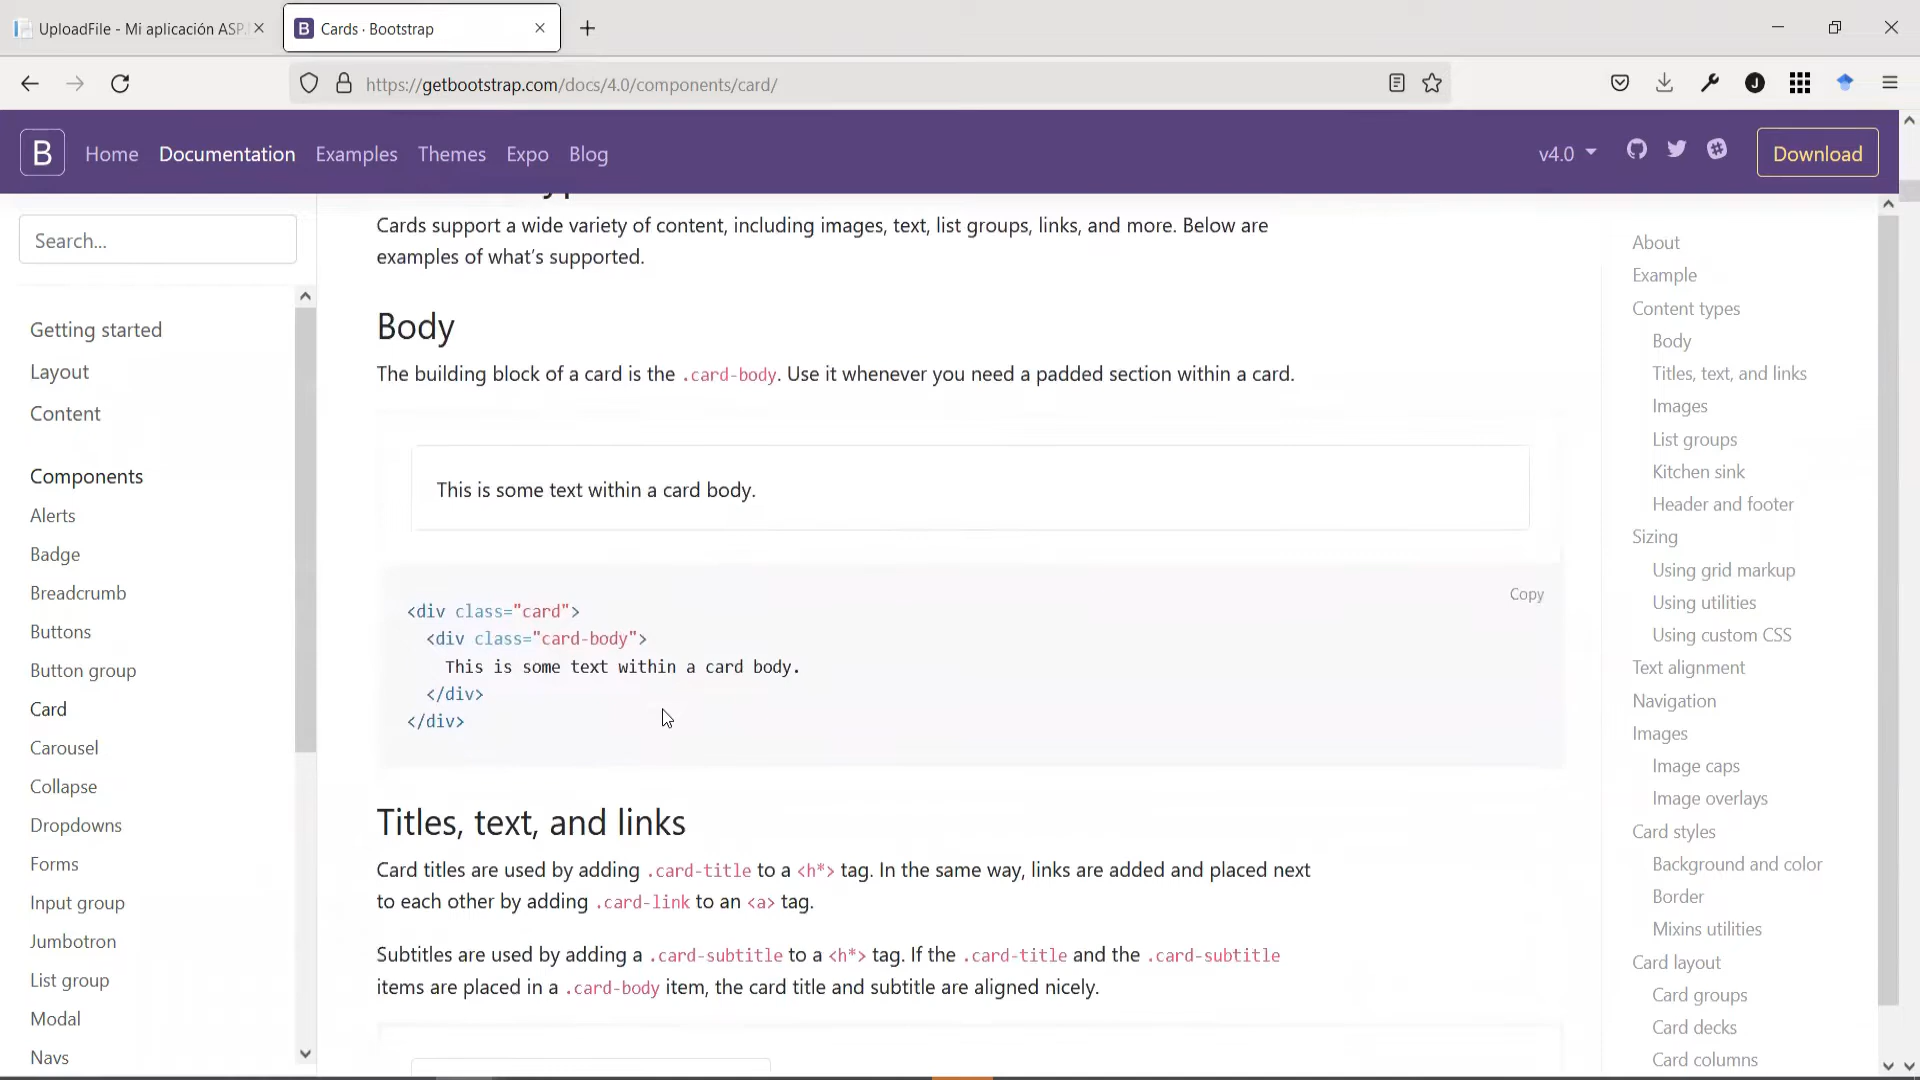 UploadFile - Mi aplicación ASP.
Cards · Bootstrap
https://getbootstrap.com/docs/4.0/components/card/
J
B
Home
Documentation
Examples
Themes
Expo
Blog
v4.0
Download
Search...
Getting started
Layout
Content
Components
Alerts
Badge
Breadcrumb
Buttons
Button group
Card
Carousel
Collapse
Dropdowns
Forms
Input group
Jumbotron
List group
Modal
Navs
Cards support a wide variety of content, including images, text, list groups, links, and more. Below are
examples of what’s supported.
Body
The building block of a card is the .card-body. Use it whenever you need a padded section within a card.
This is some text within a card body.
Copy
<div class="card">
<div class="card-body">
This is some text within a card body.
</div>
</div>
Titles, text, and links
Card titles are used by adding .card-title to a <h*> tag. In the same way, links are added and placed next
to each other by adding .card-link to an <a> tag.
Subtitles are used by adding a .card-subtitle to a <h*> tag. If the .card-title and the .card-subtitle
items are placed in a .card-body item, the card title and subtitle are aligned nicely.
About
Example
Content types
Body
Titles, text, and links
Images
List groups
Kitchen sink
Header and footer
Sizing
Using grid markup
Using utilities
Using custom CSS
Text alignment
Navigation
Images
Image caps
Image overlays
Card styles
Background and color
Border
Mixins utilities
Card layout
Card groups
Card decks
Card columns